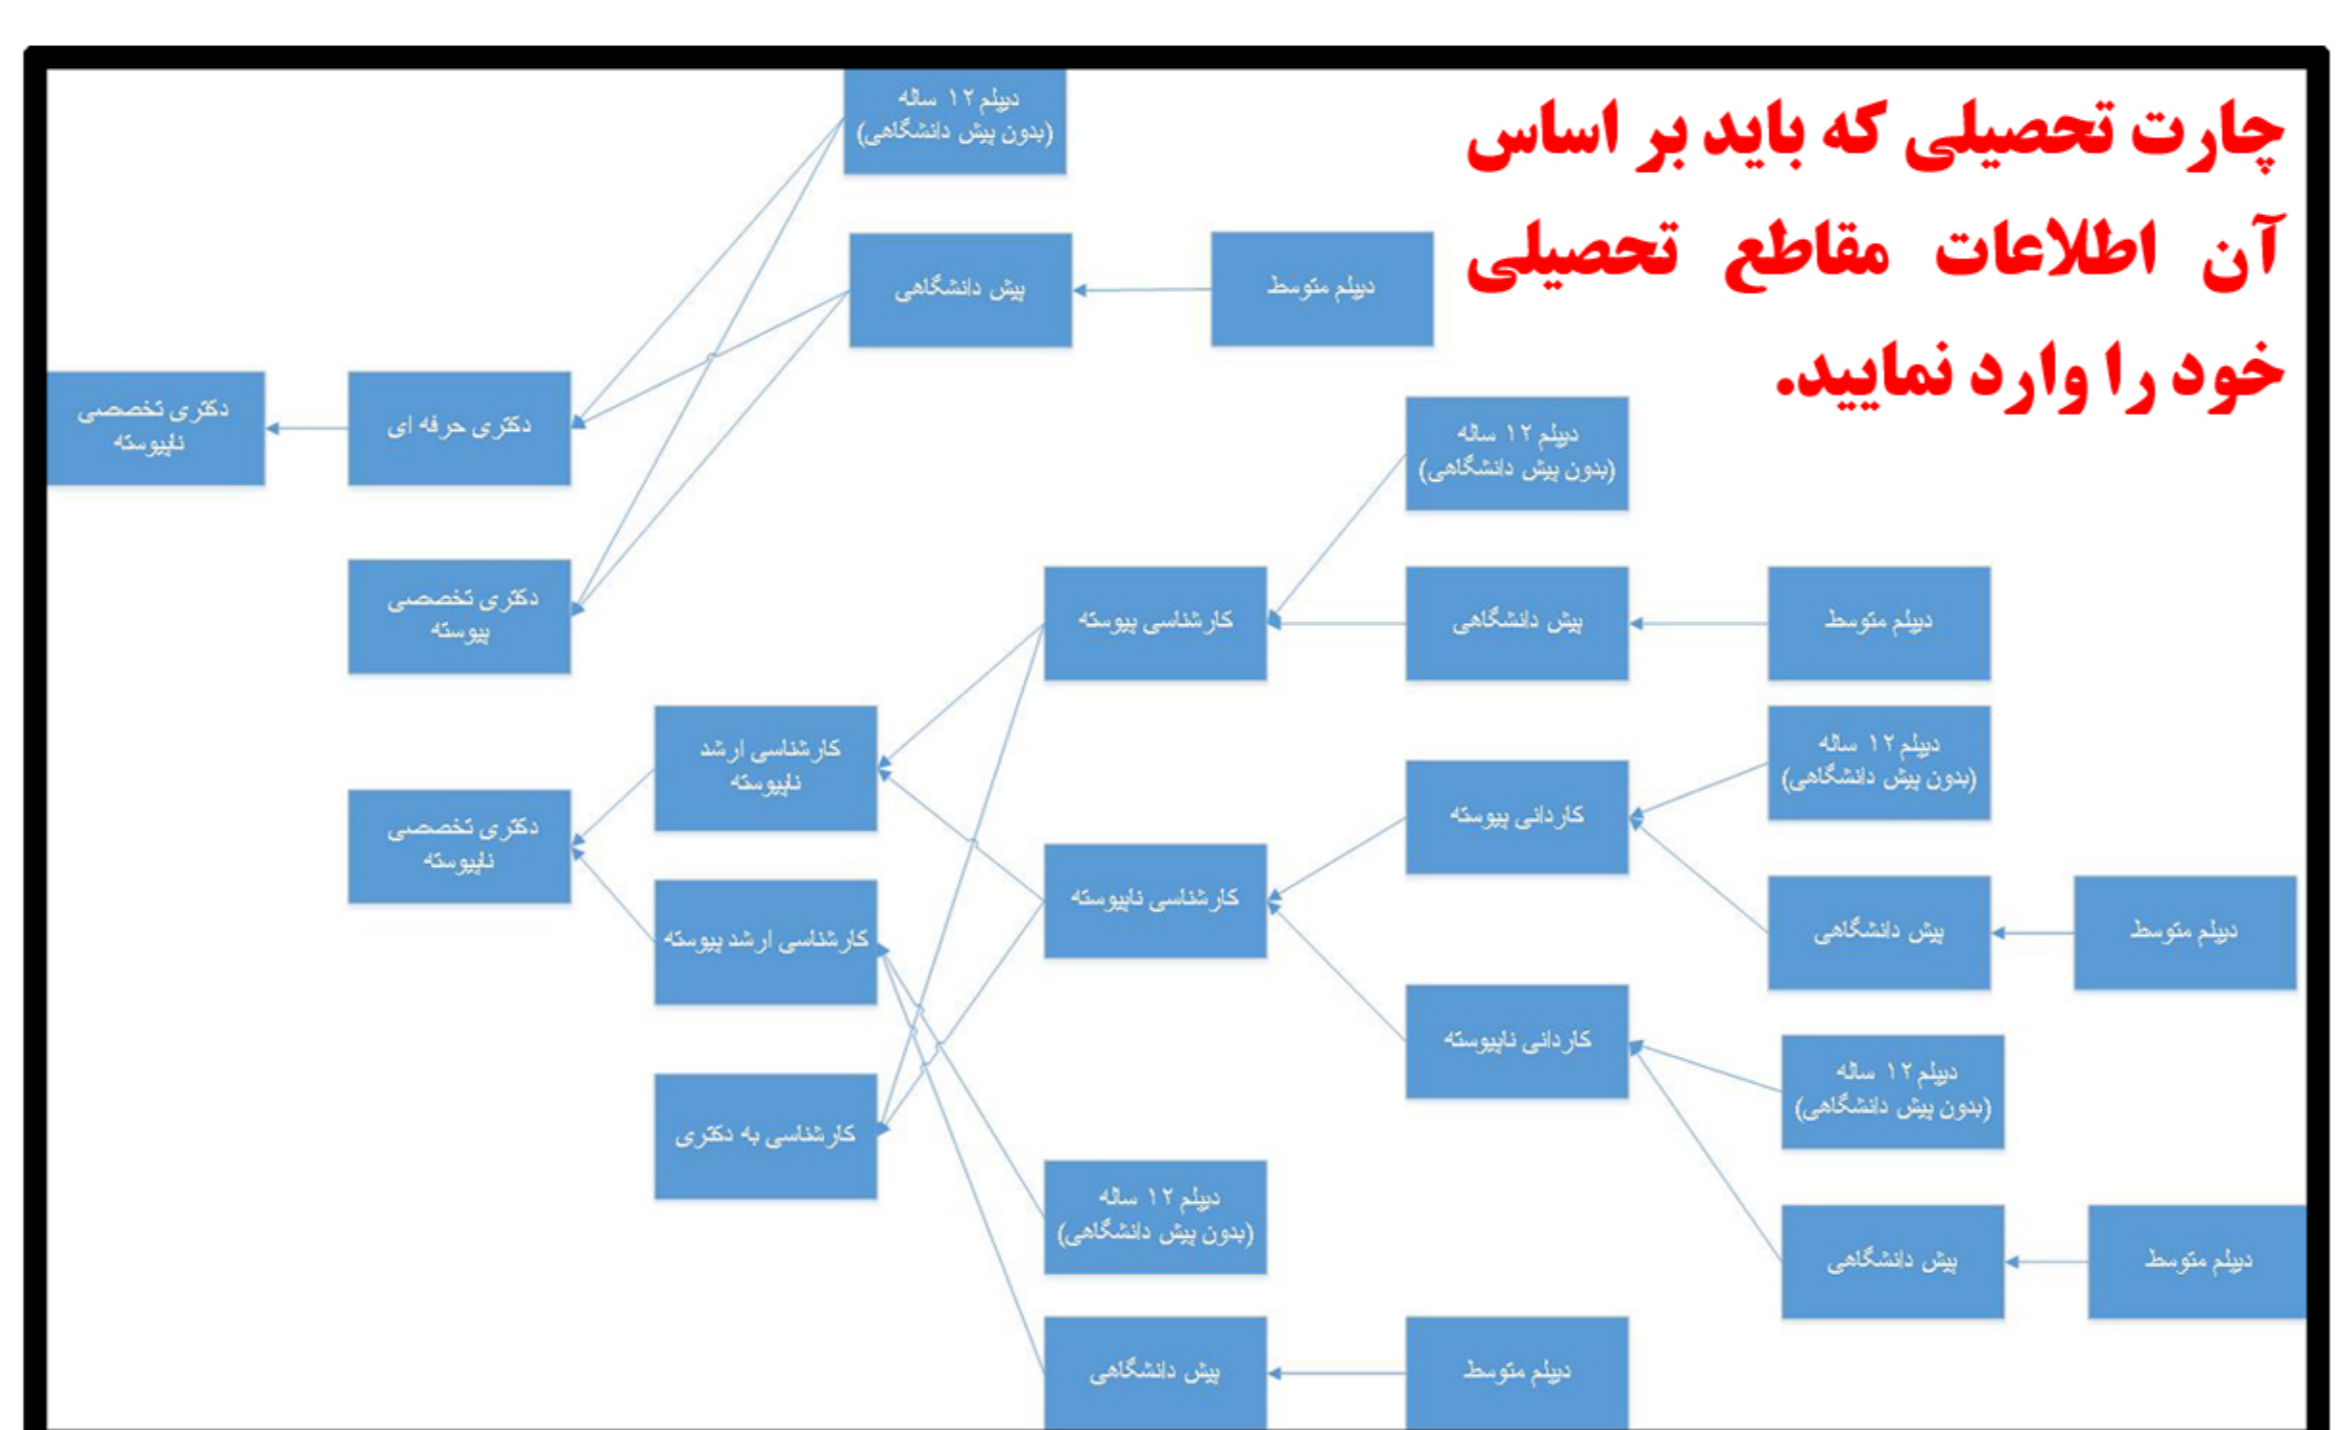 چارت تحصیلی که باید بر اساس
آن اطلاعات مقاطع تحصیلی
خود را وارد نمایید.
دیپلم ۱۲ ساله
(بدون پیش دانشگاهی)
دیپلم متوسط
پیش دانشگاهی
دکتری حرفه ای
دکتری تخصصی
ناپیوسته
دکتری تخصصی
پیوسته
دیپلم ۱۲ ساله
(بدون پیش دانشگاهی)
دیپلم متوسط
پیش دانشگاهی
کارشناسی پیوسته
دیپلم ۱۲ ساله
(بدون پیش دانشگاهی)
کاردانی پیوسته
کارشناسی ارشد
ناپیوسته
دیپلم متوسط
پیش دانشگاهی
کارشناسی ناپیوسته
کارشناسی ارشد پیوسته
دکتری تخصصی
ناپیوسته
دیپلم ۱۲ ساله
(بدون پیش دانشگاهی)
کاردانی ناپیوسته
کارشناسی به دکتری
دیپلم متوسط
پیش دانشگاهی
دیپلم ۱۲ ساله
(بدون پیش دانشگاهی)
دیپلم متوسط
پیش دانشگاهی